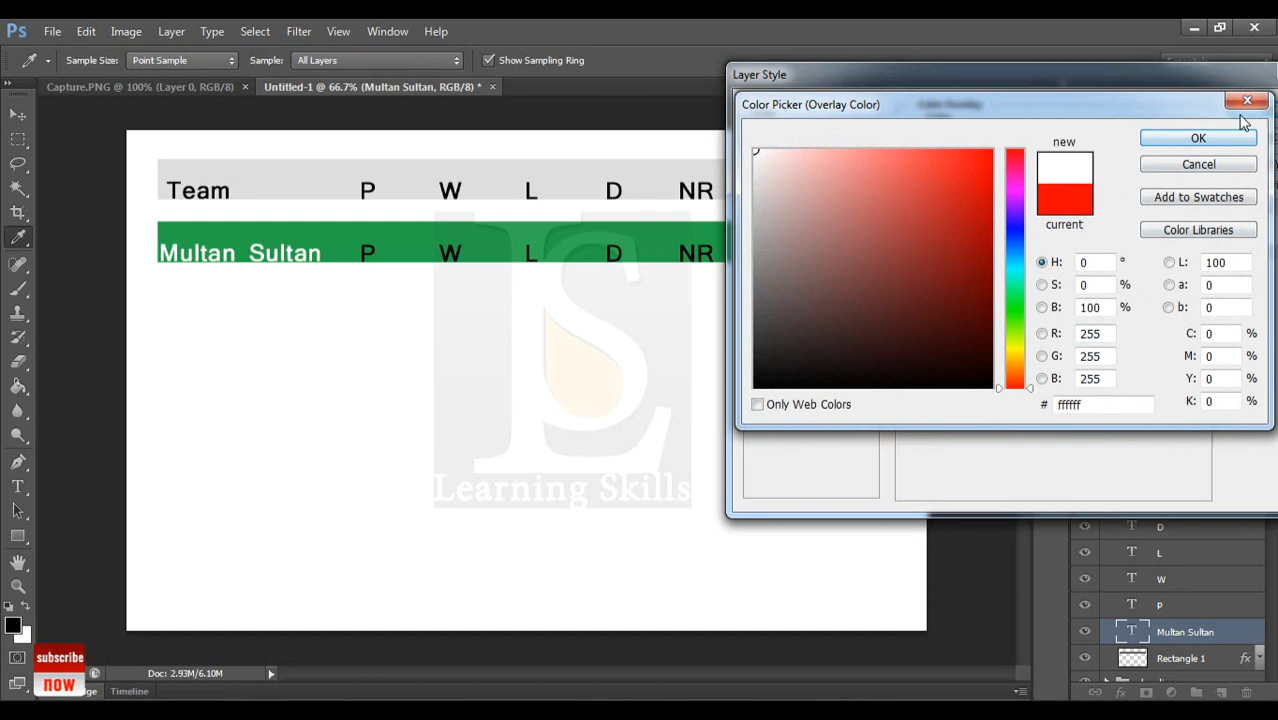 Ps File Edit Image Layer Type Select Filter View Window Help
Sample Size: Point Sample Sample: All Layers Show Sampling Ring
Capture.PNG @ 100% (Layer 0, RGB/8) × Untitled-1 @ 66.7% (Multan Sultan, RGB/8) * ×
Layer Style
Color Picker (Overlay Color)
new
OK
Cancel
Add to Swatches
current
Color Libraries
H: 0 ° L: 100
S: 0 % a: 0
B: 100 % b: 0
R: 255 C: 0 %
G: 255 M: 0 %
B: 255 Y: 0 %
Only Web Colors # ffffff K: 0 %
Team P W L D NR
Multan Sultan P W L D NR
LS
Learning Skills
D
L
W
P
Multan Sultan
Rectangle 1 fx
subscribe
now
Doc: 2.93M/6.10M
Timeline